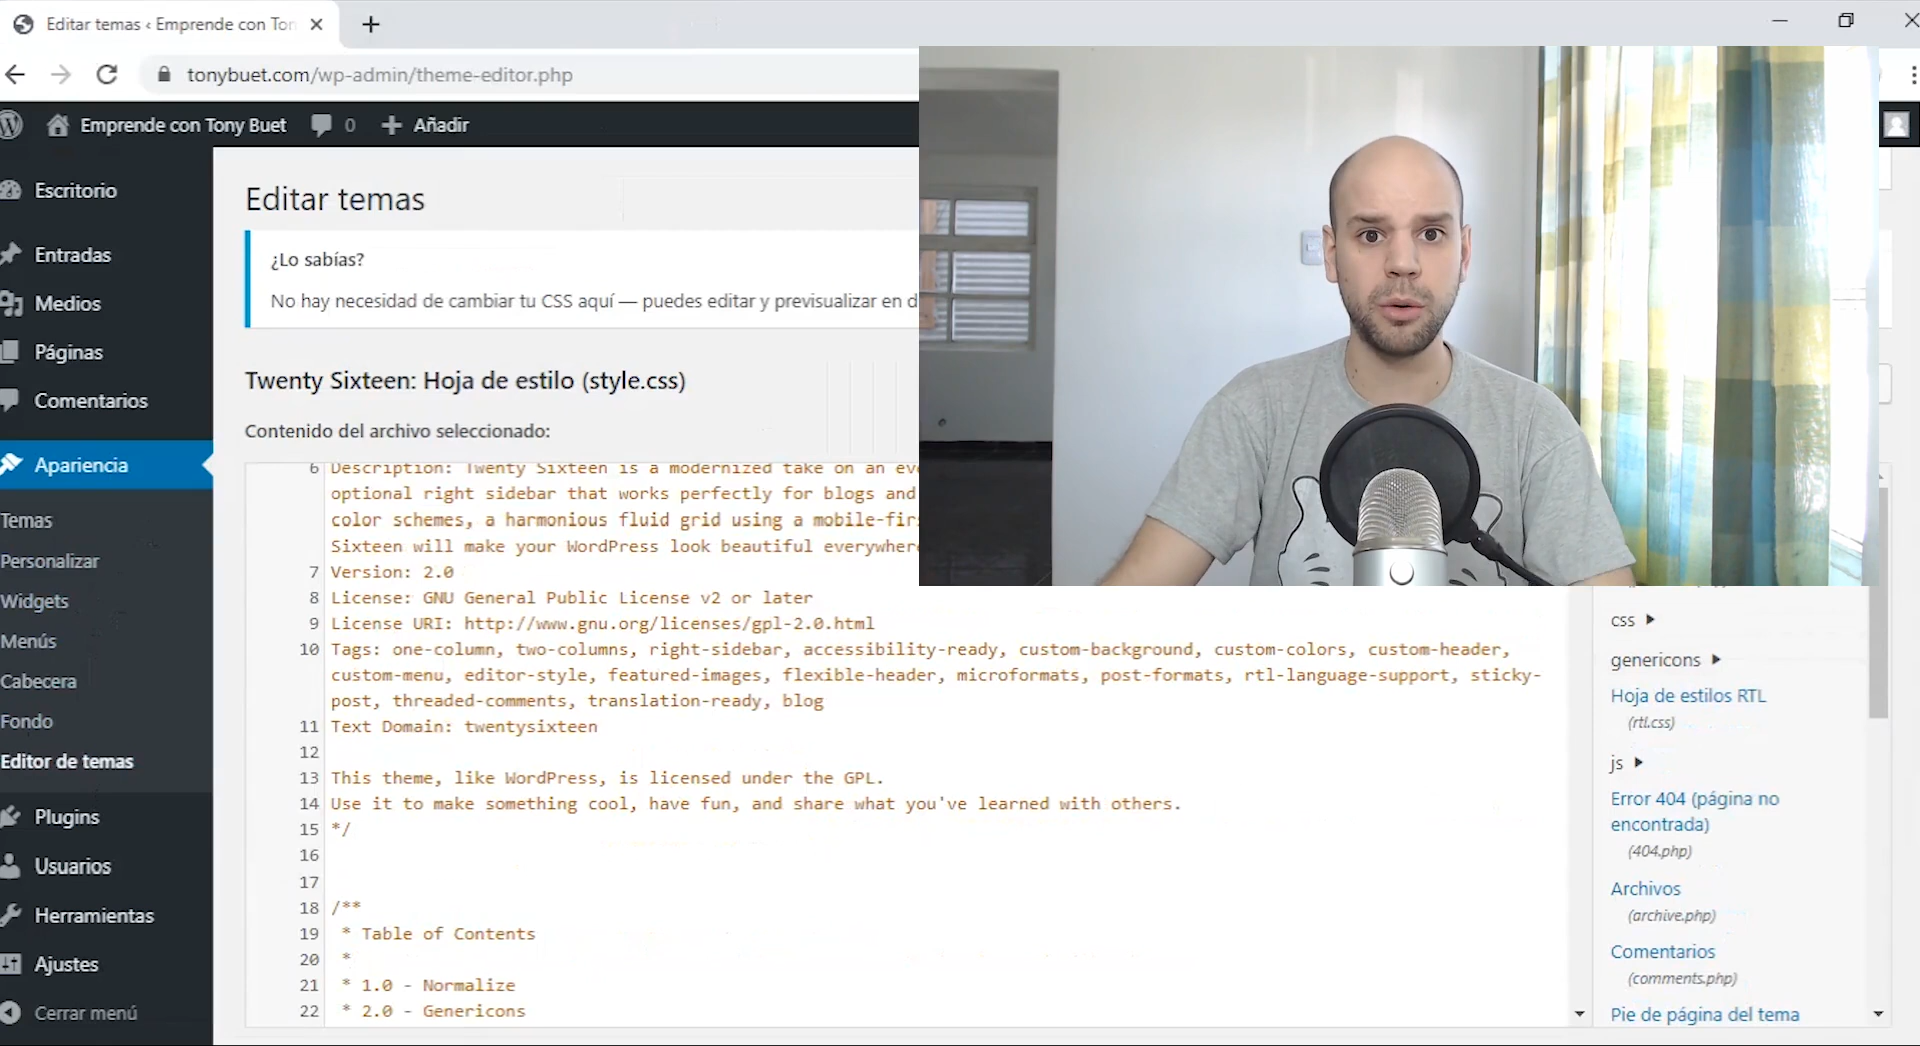 Editar temas ‹ Emprende con Ton
tonybuet.com/wp-admin/theme-editor.php
Emprende con Tony Buet 0 + Añadir
Escritorio
Entradas
Medios
Páginas
Comentarios
Apariencia
Temas
Personalizar
Widgets
Menús
Cabecera
Fondo
Editor de temas
Plugins
Usuarios
Herramientas
Ajustes
Cerrar menú
Editar temas
¿Lo sabías?
No hay necesidad de cambiar tu CSS aquí — puedes editar y previsualizar en d
Twenty Sixteen: Hoja de estilo (style.css)
Contenido del archivo seleccionado:
6 Description: Twenty Sixteen is a modernized take on an eve
optional right sidebar that works perfectly for blogs and
color schemes, a harmonious fluid grid using a mobile-firs
Sixteen will make your WordPress look beautiful everywhere
7 Version: 2.0
8 License: GNU General Public License v2 or later
9 License URI: http://www.gnu.org/licenses/gpl-2.0.html
10 Tags: one-column, two-columns, right-sidebar, accessibility-ready, custom-background, custom-colors, custom-header,
custom-menu, editor-style, featured-images, flexible-header, microformats, post-formats, rtl-language-support, sticky-
post, threaded-comments, translation-ready, blog
11 Text Domain: twentysixteen
12
13 This theme, like WordPress, is licensed under the GPL.
14 Use it to make something cool, have fun, and share what you've learned with others.
15 */
16
17
18 /**
19 * Table of Contents
20 *
21 * 1.0 - Normalize
22 * 2.0 - Genericons
css
genericons
Hoja de estilos RTL
(rtl.css)
js
Error 404 (página no
encontrada)
(404.php)
Archivos
(archive.php)
Comentarios
(comments.php)
Pie de página del tema